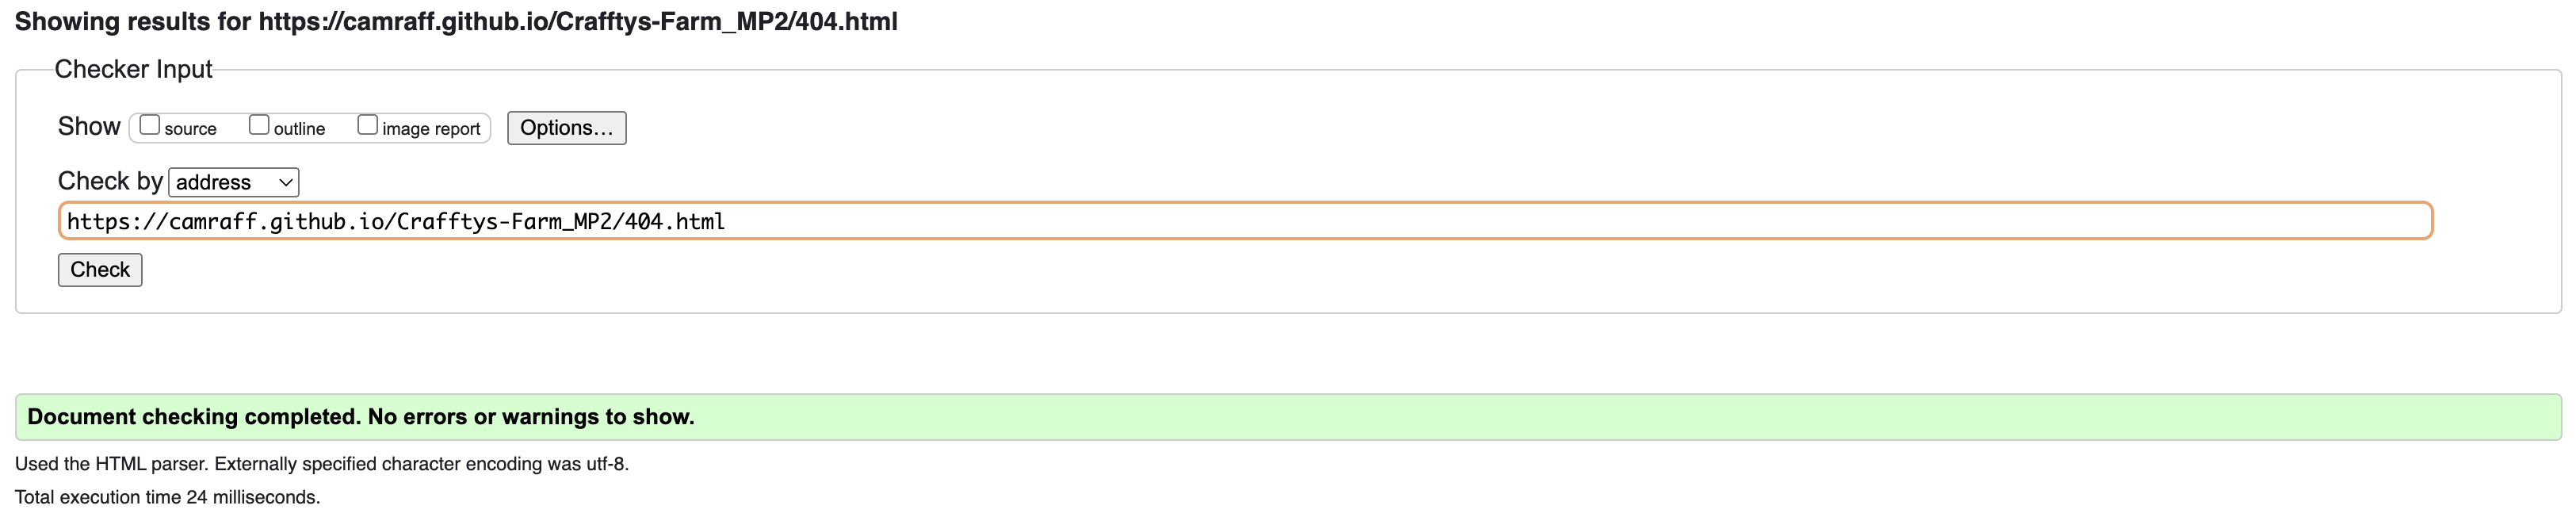 Showing results for https://camraff.github.io/Crafftys-Farm_MP2/404.html
Checker Input
Show source outline image report Options...
Check by address
https://camraff.github.io/Crafftys-Farm_MP2/404.html
Check
Document checking completed. No errors or warnings to show.
Used the HTML parser. Externally specified character encoding was utf-8.
Total execution time 24 milliseconds.